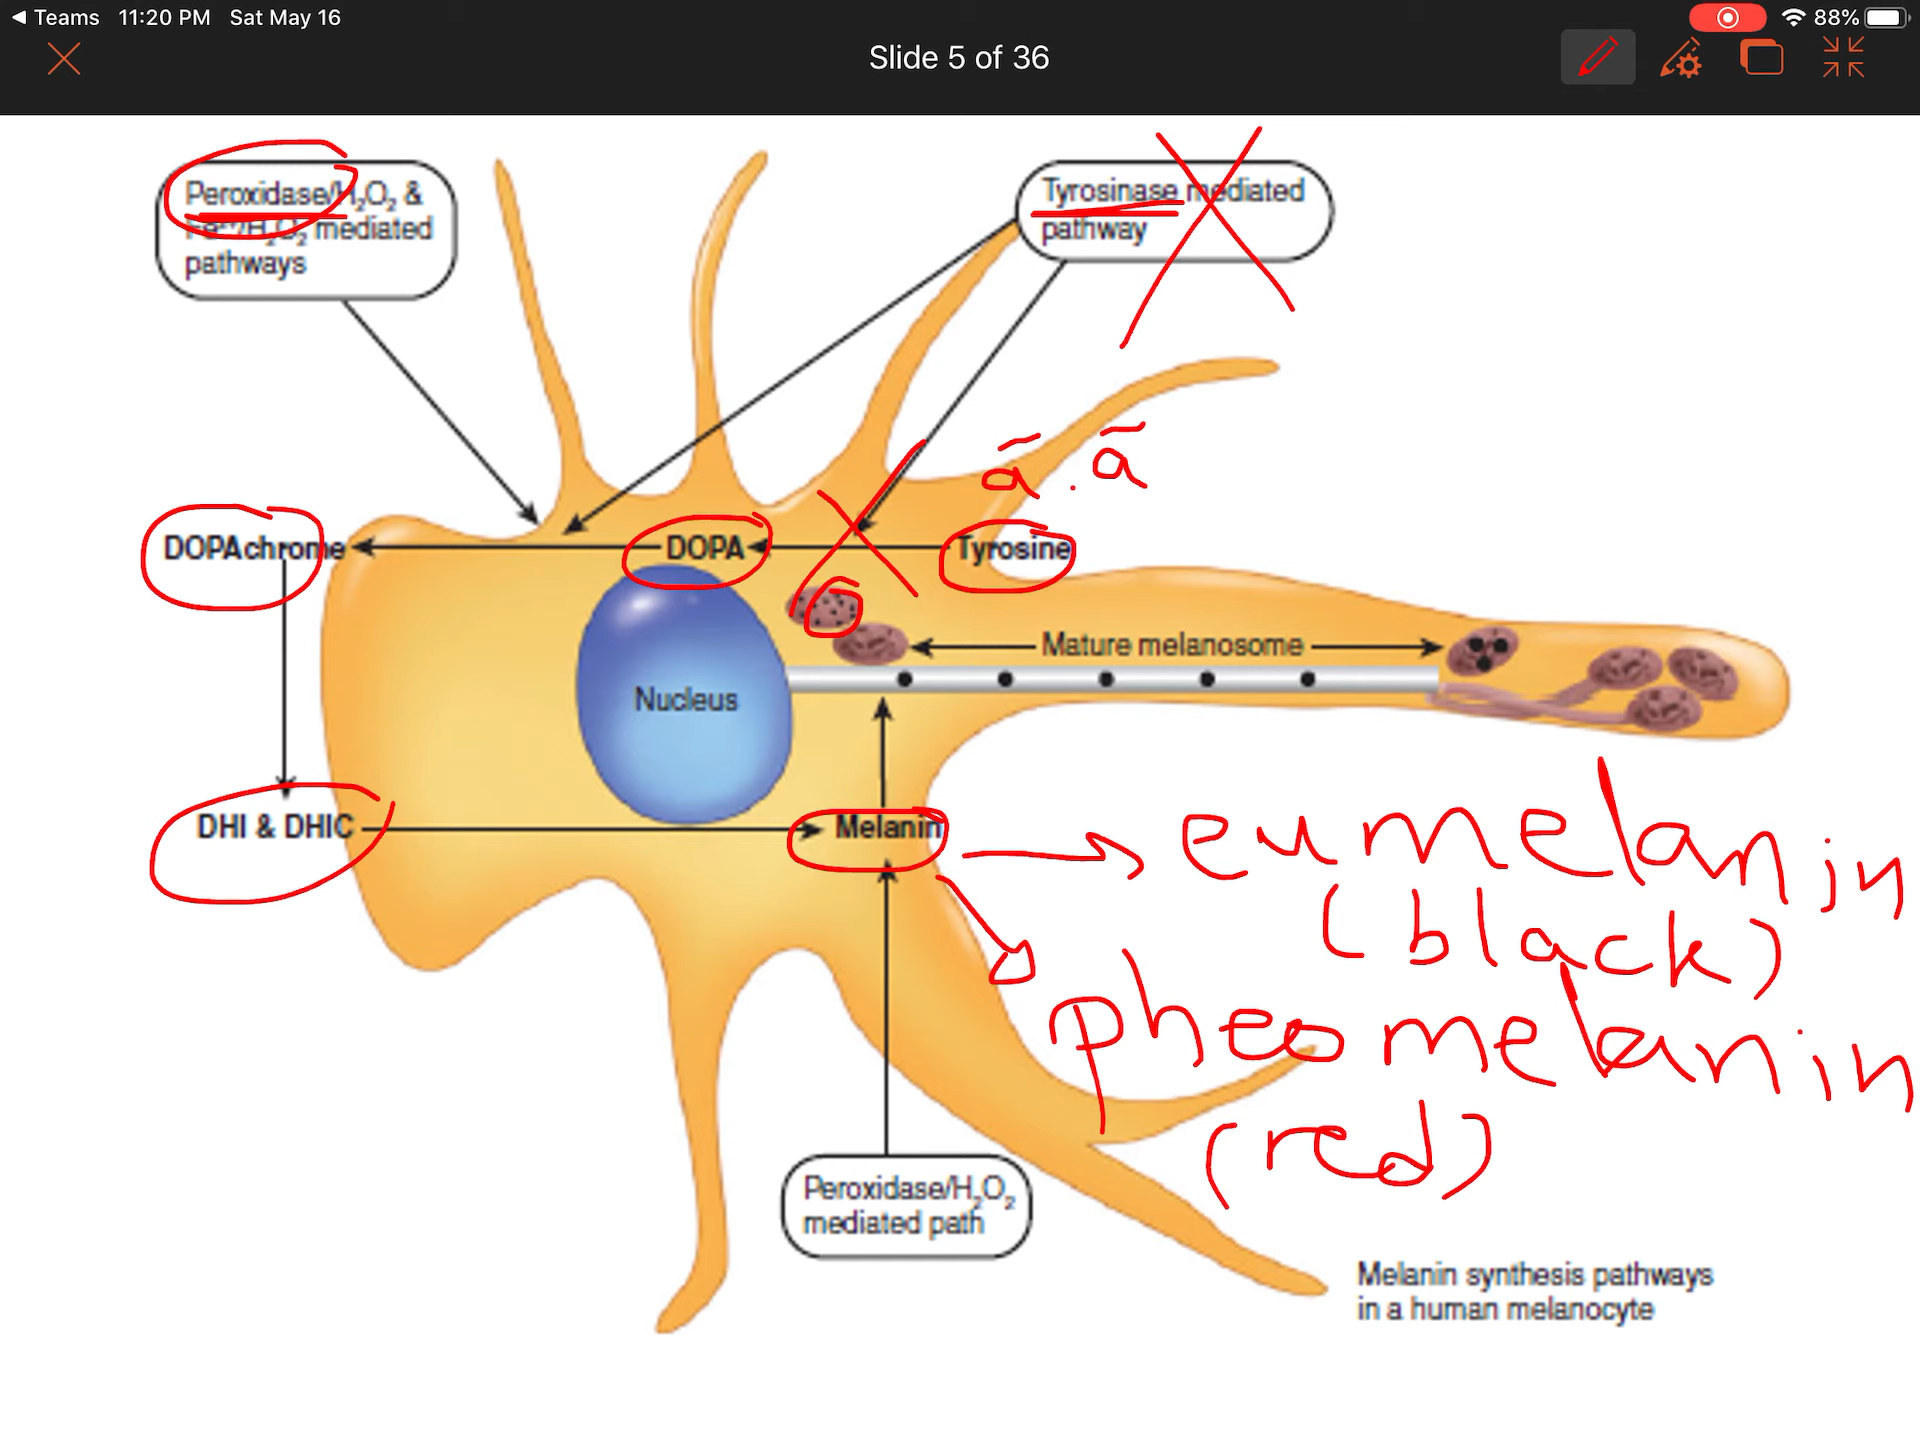 Teams 11:20 PM Sat May 16
88%
Slide 5 of 36
Peroxidase/H₂O₂ &
/H₂O₂ mediated
pathways
Tyrosinase mediated
pathway
ā . ā
DOPAchrome
DOPA
Tyrosine
Mature melanosome
Nucleus
DHI & DHIC
Melanin
eumelanin
(black)
pheomelanin
(red)
Peroxidase/H₂O₂
mediated path
Melanin synthesis pathways
in a human melanocyte